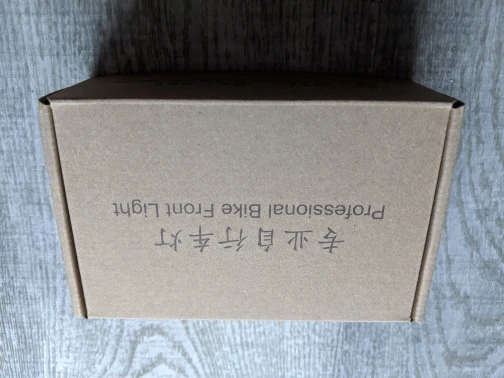 专业自行车灯
Professional Bike Front Light